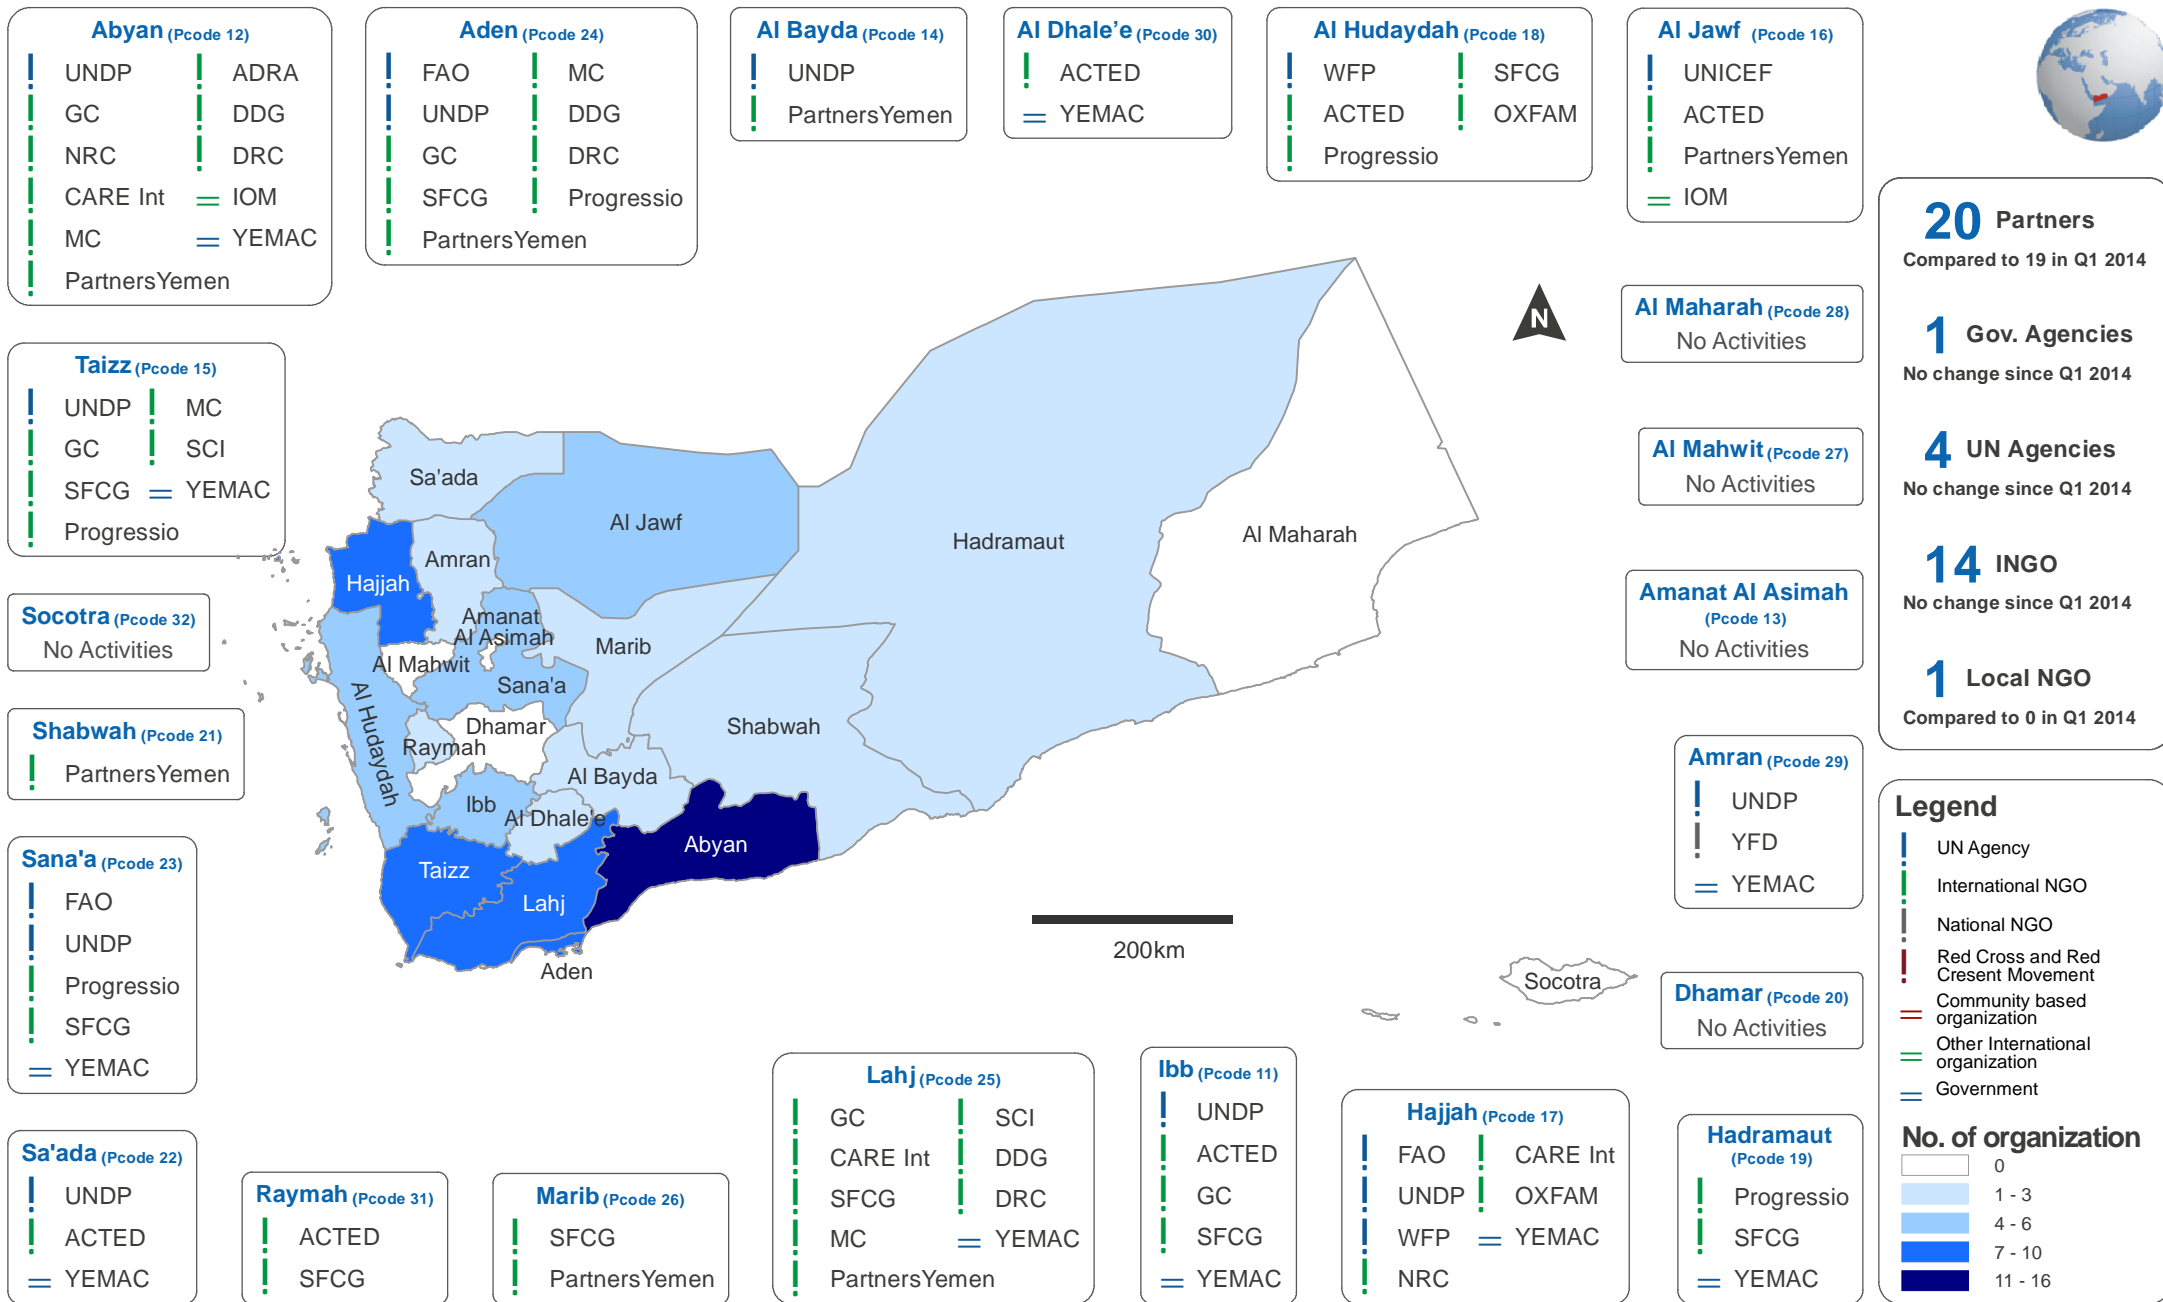 Abyan (Pcode 12)
UNDP
GC
NRC
CARE Int
MC
PartnersYemen
ADRA
DDG
DRC
IOM
YEMAC
Aden (Pcode 24)
FAO
UNDP
GC
SFCG
PartnersYemen
MC
DDG
DRC
Progressio
Al Bayda (Pcode 14)
UNDP
PartnersYemen
Al Dhale'e (Pcode 30)
ACTED
YEMAC
Al Hudaydah (Pcode 18)
WFP
ACTED
Progressio
SFCG
OXFAM
Al Jawf (Pcode 16)
UNICEF
ACTED
PartnersYemen
IOM
20 Partners
Compared to 19 in Q1 2014
1 Gov. Agencies
No change since Q1 2014
4 UN Agencies
No change since Q1 2014
14 INGO
No change since Q1 2014
1 Local NGO
Compared to 0 in Q1 2014
Al Maharah (Pcode 28)
No Activities
Al Mahwit (Pcode 27)
No Activities
Amanat Al Asimah
(Pcode 13)
No Activities
Taizz (Pcode 15)
UNDP
GC
SFCG
Progressio
MC
SCI
YEMAC
Socotra (Pcode 32)
No Activities
Shabwah (Pcode 21)
PartnersYemen
Sana'a (Pcode 23)
FAO
UNDP
Progressio
SFCG
YEMAC
Sa'ada (Pcode 22)
UNDP
ACTED
YEMAC
N
Sa'ada
Al Jawf
Hadramaut
Al Maharah
Amran
Hajjah
Amanat
Al Asimah
Marib
Al Mahwit
Sana'a
Al Hudaydah
Dhamar
Raymah
Shabwah
Al Bayda
Ibb
Al Dhale'e
Abyan
Taizz
Lahj
Aden
200km
Socotra
Amran (Pcode 29)
UNDP
YFD
YEMAC
Dhamar (Pcode 20)
No Activities
Raymah (Pcode 31)
ACTED
SFCG
Marib (Pcode 26)
SFCG
PartnersYemen
Lahj (Pcode 25)
GC
CARE Int
SFCG
MC
PartnersYemen
SCI
DDG
DRC
YEMAC
Ibb (Pcode 11)
UNDP
ACTED
GC
SFCG
YEMAC
Hajjah (Pcode 17)
FAO
UNDP
WFP
NRC
CARE Int
OXFAM
YEMAC
Hadramaut
(Pcode 19)
Progressio
SFCG
YEMAC
Legend
UN Agency
International NGO
National NGO
Red Cross and Red
Cresent Movement
Community based
organization
Other International
organization
Government
No. of organization
0
1 - 3
4 - 6
7 - 10
11 - 16